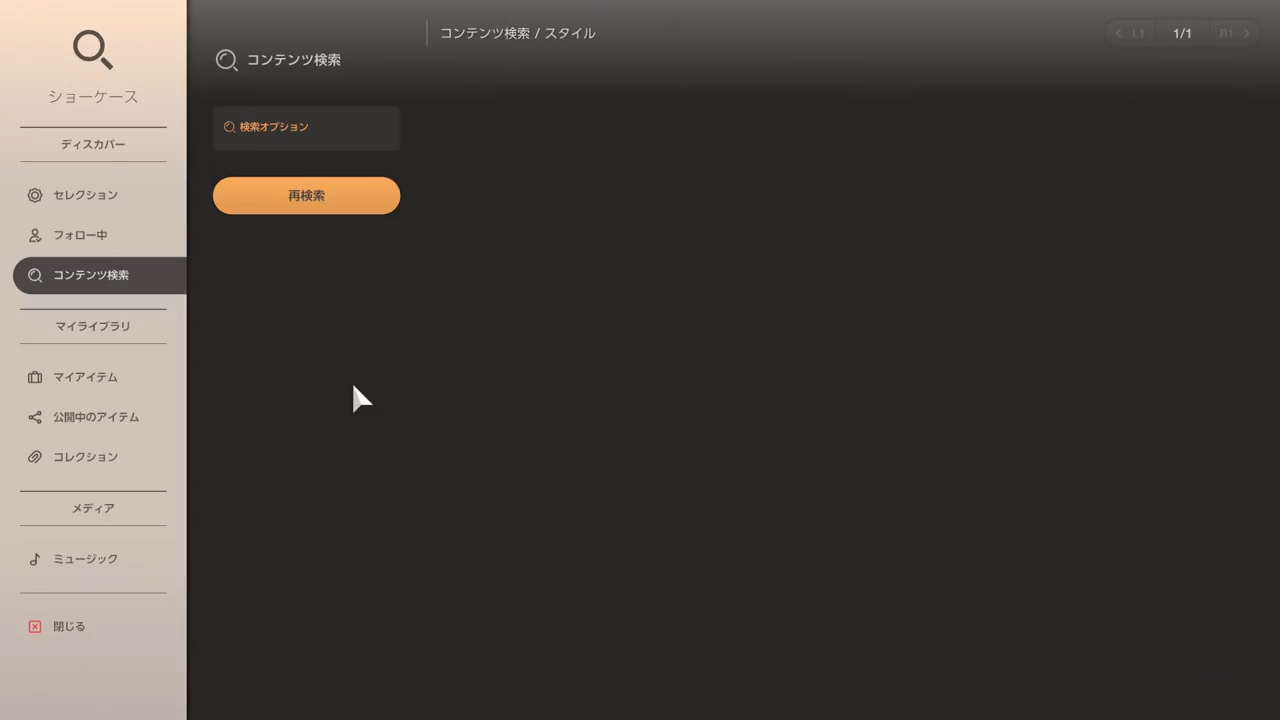 ショーケース
ディスカバー
セレクション
フォロー中
コンテンツ検索
マイライブラリ
マイアイテム
公開中のアイテム
コレクション
メディア
ミュージック
閉じる
コンテンツ検索
検索オプション
再検索
コンテンツ検索 / スタイル
L1 1/1 R1